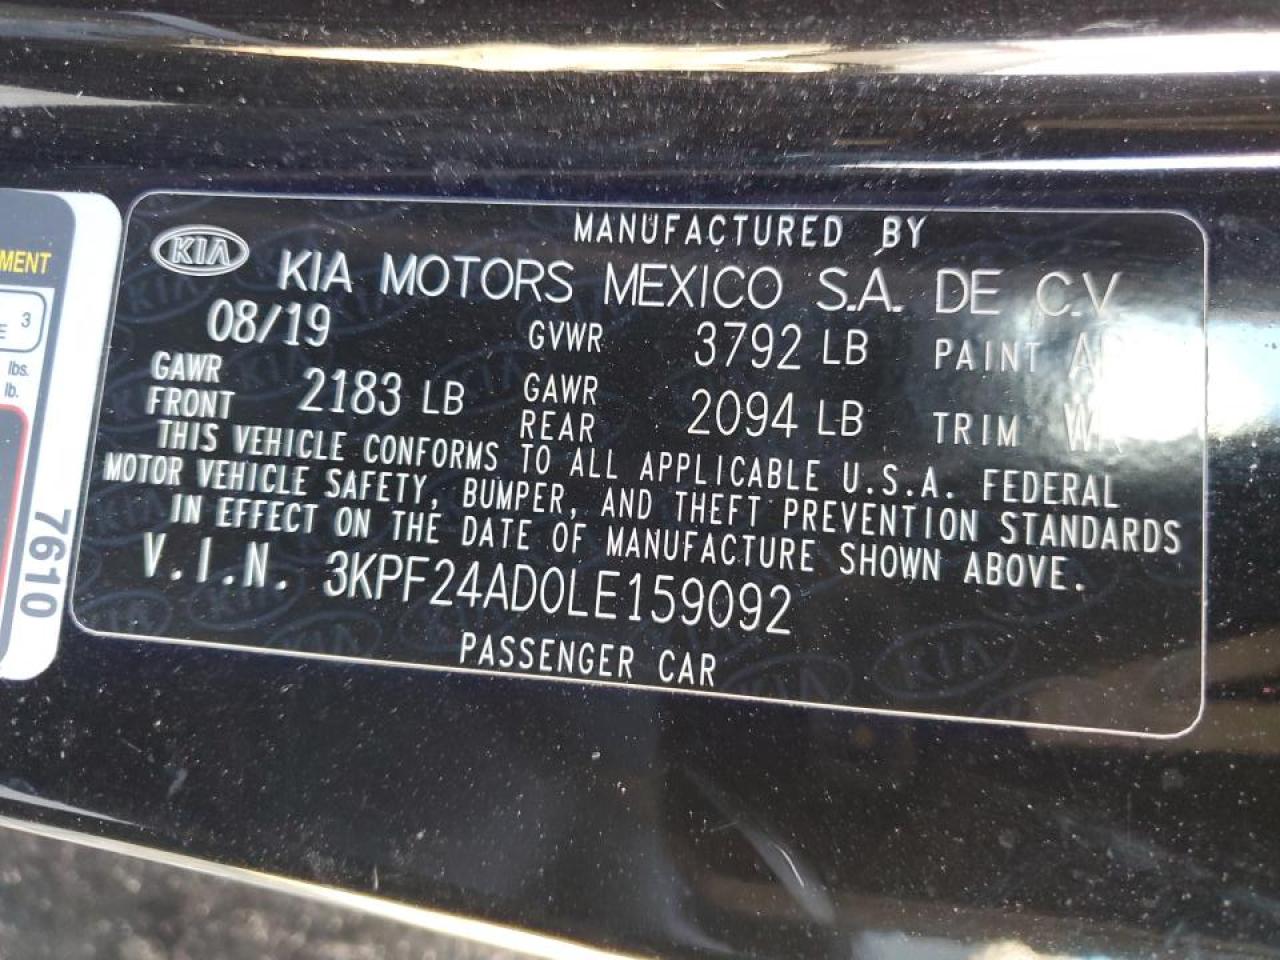 MANUFACTURED BY
KIA KIA MOTORS MEXICO S.A. DE C.V.
08/19 GVWR 3792 LB PAINT
GAWR FRONT 2183 LB GAWR REAR 2094 LB TRIM
THIS VEHICLE CONFORMS TO ALL APPLICABLE U.S.A. FEDERAL
MOTOR VEHICLE SAFETY, BUMPER, AND THEFT PREVENTION STANDARDS
IN EFFECT ON THE DATE OF MANUFACTURE SHOWN ABOVE.
V.I.N. 3KPF24AD0LE159092
PASSENGER CAR
3
lbs.
lb.
7610